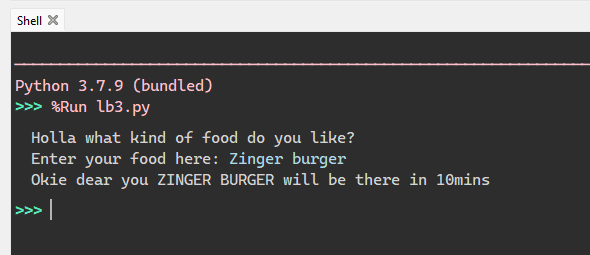 Shell
Python 3.7.9 (bundled)
>>> %Run lb3.py
Holla what kind of food do you like?
Enter your food here: Zinger burger
Okie dear you ZINGER BURGER will be there in 10mins
>>>